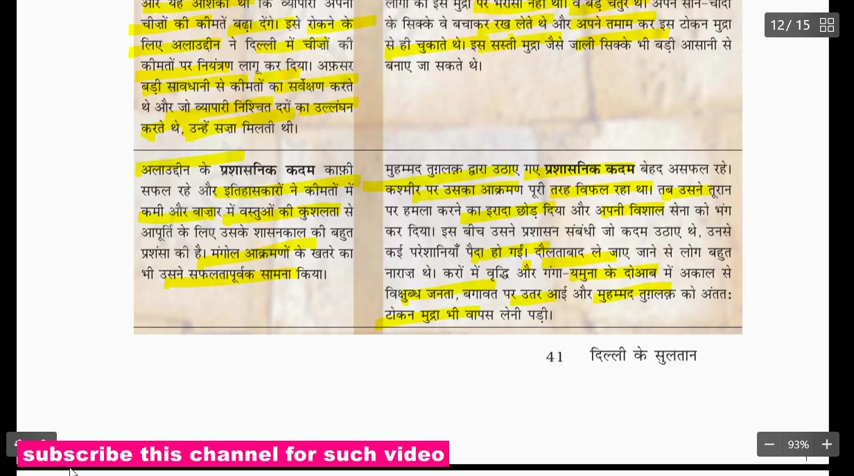 और यह आशंका थी कि व्यापारी अपनी
चीज़ों की कीमतें बढ़ा देंगे। इसे रोकने के
लिए अलाउद्दीन ने दिल्ली में चीज़ों की
कीमतों पर नियंत्रण लागू कर दिया। अफ़सर
बड़ी सावधानी से कीमतों का सर्वेक्षण करते
थे और जो व्यापारी निश्चित दरों का उल्लंघन
करते थे, उन्हें सज़ा मिलती थी।
लोगों को इस मुद्रा पर भरोसा नहीं था। वे बड़े चतुर थे। अपने सोने-चाँदी
के सिक्के वे बचाकर रख लेते थे और अपने तमाम कर इस टोकन मुद्रा
से ही चुकाते थे। इस सस्ती मुद्रा जैसे जाली सिक्के भी बड़ी आसानी से
बनाए जा सकते थे।
अलाउद्दीन के प्रशासनिक कदम काफ़ी
सफल रहे और इतिहासकारों ने कीमतों में
कमी और बाज़ार में वस्तुओं की कुशलता से
आपूर्ति के लिए उसके शासनकाल की बहुत
प्रशंसा की है। मंगोल आक्रमणों के खतरे का
भी उसने सफलतापूर्वक सामना किया।
मुहम्मद तुग़लक़ द्वारा उठाए गए प्रशासनिक कदम बेहद असफल रहे।
कश्मीर पर उसका आक्रमण पूरी तरह विफल रहा था। तब उसने तूरान
पर हमला करने का इरादा छोड़ दिया और अपनी विशाल सेना को भंग
कर दिया। इस बीच उसने प्रशासन संबंधी जो कदम उठाए थे, उनसे
कई परेशानियाँ पैदा हो गईं। दौलताबाद ले जाए जाने से लोग बहुत
नाराज़ थे। करों में वृद्धि और गंगा-यमुना के दोआब में अकाल से
विक्षुब्ध जनता, बगावत पर उतर आई और मुहम्मद तुग़लक़ को अंततः
टोकन मुद्रा भी वापस लेनी पड़ी।
41 दिल्ली के सुलतान
12 / 15
93%
subscribe this channel for such video